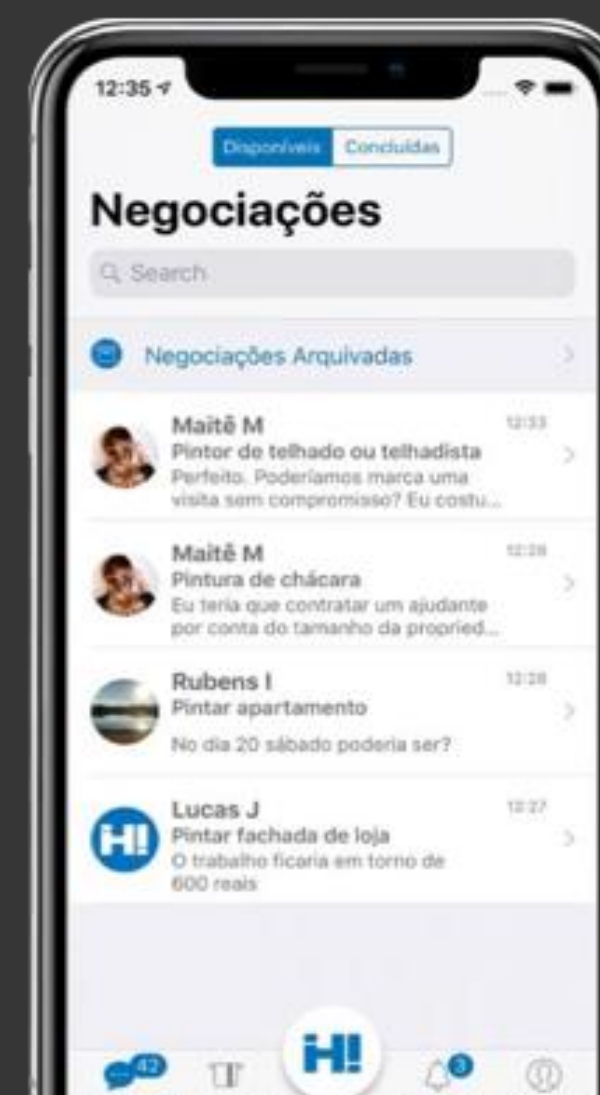 12:35
Disponíveis Concluídas
Negociações
Search
Negociações Arquivadas
Maitê M 12:33
Pintor de telhado ou telhadista
Perfeito. Poderíamos marca uma
visita sem compromisso? Eu costu...
Maitê M 12:28
Pintura de chácara
Eu teria que contratar um ajudante
por conta do tamanho da propried...
Rubens I 12:28
Pintar apartamento
No dia 20 sábado poderia ser?
Lucas J 12:27
Pintar fachada de loja
O trabalho ficaria em torno de
600 reais
H!
H!
42
3